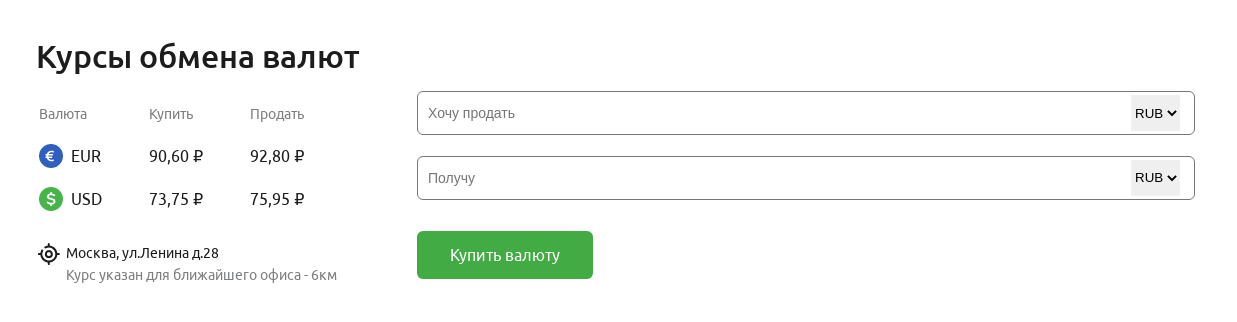 Курсы обмена валют
Валюта Купить Продать
€ EUR 90,60 ₽ 92,80 ₽
$ USD 73,75 ₽ 75,95 ₽
Москва, ул.Ленина д.28
Курс указан для ближайшего офиса - 6км
Хочу продать RUB
Получу RUB
Купить валюту